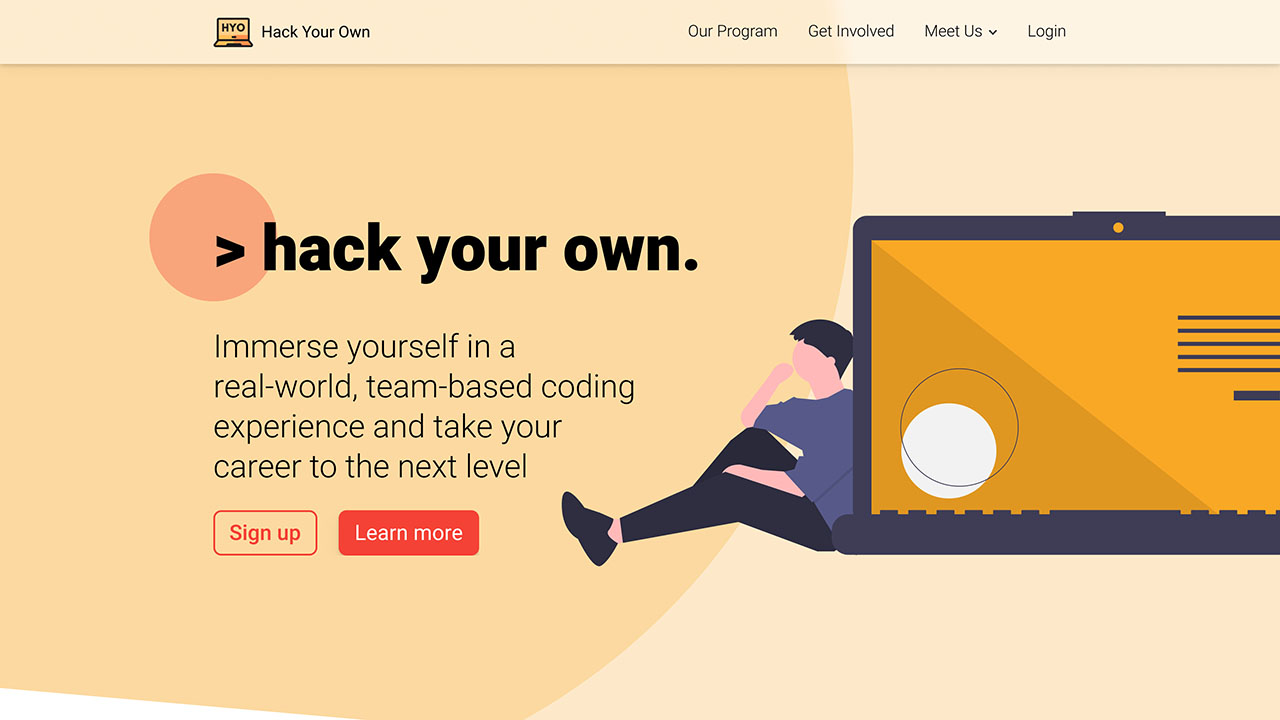 HYO
Hack Your Own
Our Program
Get Involved
Meet Us
Login
> hack your own.
Immerse yourself in a
real-world, team-based coding
experience and take your
career to the next level
Sign up
Learn more